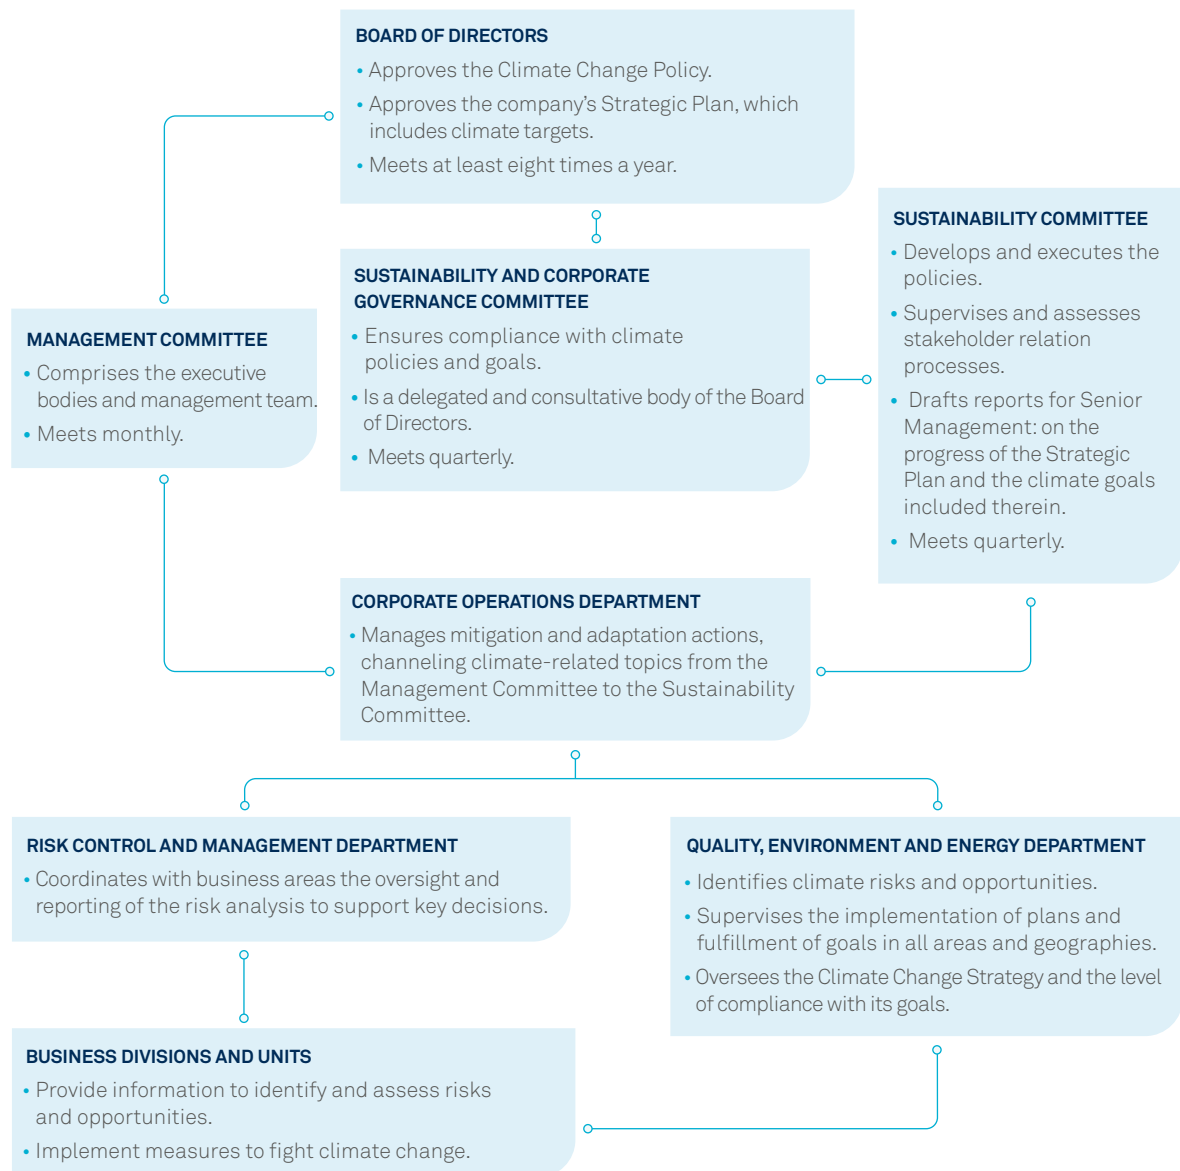 BOARD OF DIRECTORS
• Approves the Climate Change Policy.
• Approves the company’s Strategic Plan, which
includes climate targets.
• Meets at least eight times a year.
SUSTAINABILITY COMMITTEE
• Develops and executes the
policies.
• Supervises and assesses
stakeholder relation
processes.
• Drafts reports for Senior
Management: on the
progress of the Strategic
Plan and the climate goals
included therein.
• Meets quarterly.
SUSTAINABILITY AND CORPORATE
GOVERNANCE COMMITTEE
• Ensures compliance with climate
policies and goals.
• Is a delegated and consultative body of the Board
of Directors.
• Meets quarterly.
MANAGEMENT COMMITTEE
• Comprises the executive
bodies and management team.
• Meets monthly.
CORPORATE OPERATIONS DEPARTMENT
• Manages mitigation and adaptation actions,
channeling climate-related topics from the
Management Committee to the Sustainability
Committee.
RISK CONTROL AND MANAGEMENT DEPARTMENT
• Coordinates with business areas the oversight and
reporting of the risk analysis to support key decisions.
QUALITY, ENVIRONMENT AND ENERGY DEPARTMENT
• Identifies climate risks and opportunities.
• Supervises the implementation of plans and
fulfillment of goals in all areas and geographies.
• Oversees the Climate Change Strategy and the level
of compliance with its goals.
BUSINESS DIVISIONS AND UNITS
• Provide information to identify and assess risks
and opportunities.
• Implement measures to fight climate change.